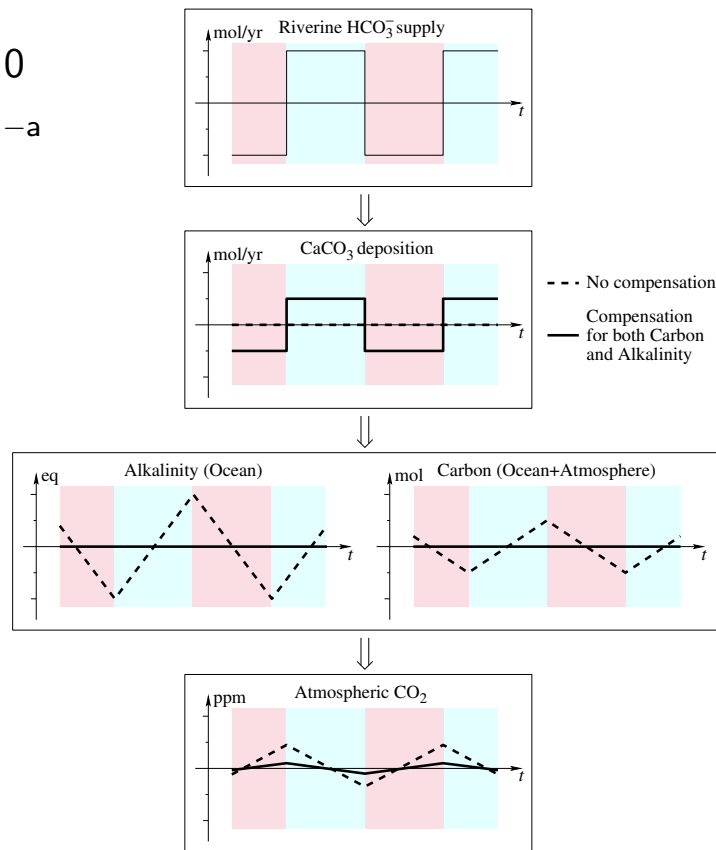 0
−a
Riverine HCO₃⁻ supply
mol/yr
t
CaCO₃ deposition
mol/yr
t
No compensation
Compensation
for both Carbon
and Alkalinity
Alkalinity (Ocean)
eq
t
Carbon (Ocean+Atmosphere)
mol
t
Atmospheric CO₂
ppm
t